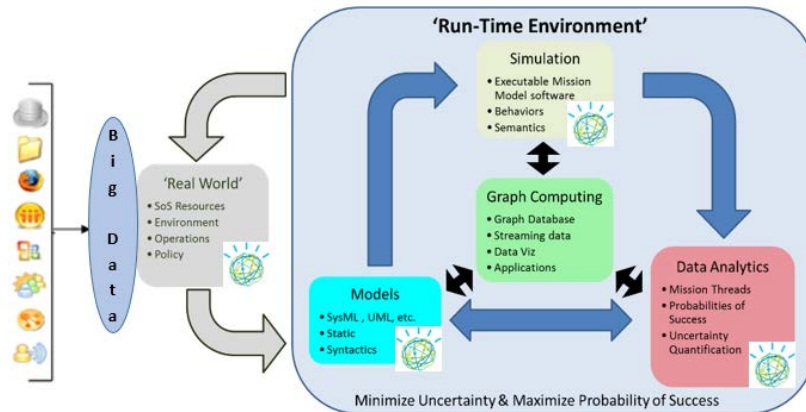 'Run-Time Environment'
Simulation
• Executable Mission
Model software
• Behaviors
• Semantics
Big Data
'Real World'
• SoS Resources
• Environment
• Operations
• Policy
Graph Computing
• Graph Database
• Streaming data
• Data Viz
• Applications
Models
• SysML , UML, etc.
• Static
• Syntactics
Data Analytics
• Mission Threads
• Probabilities of
Success
• Uncertainty
Quantification
Minimize Uncertainty & Maximize Probability of Success